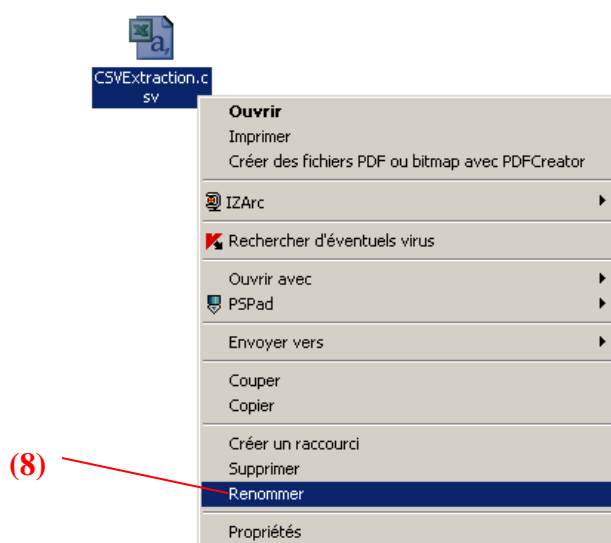 CSVExtraction.c
sv
Ouvrir
Imprimer
Créer des fichiers PDF ou bitmap avec PDFCreator
IZArc
Rechercher d'éventuels virus
Ouvrir avec
PSPad
Envoyer vers
Couper
Copier
Créer un raccourci
Supprimer
(8)
Renommer
Propriétés